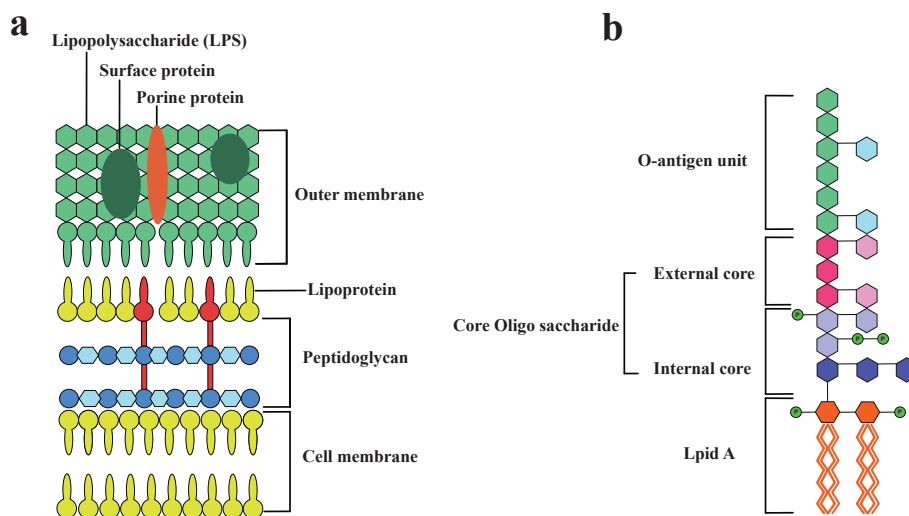 a
Lipopolysaccharide (LPS)
Surface protein
Porine protein
Outer membrane
Lipoprotein
Peptidoglycan
Cell membrane
b
O-antigen unit
External core
Core Oligo saccharide
Internal core
Lpid A
P
P
P
P
P